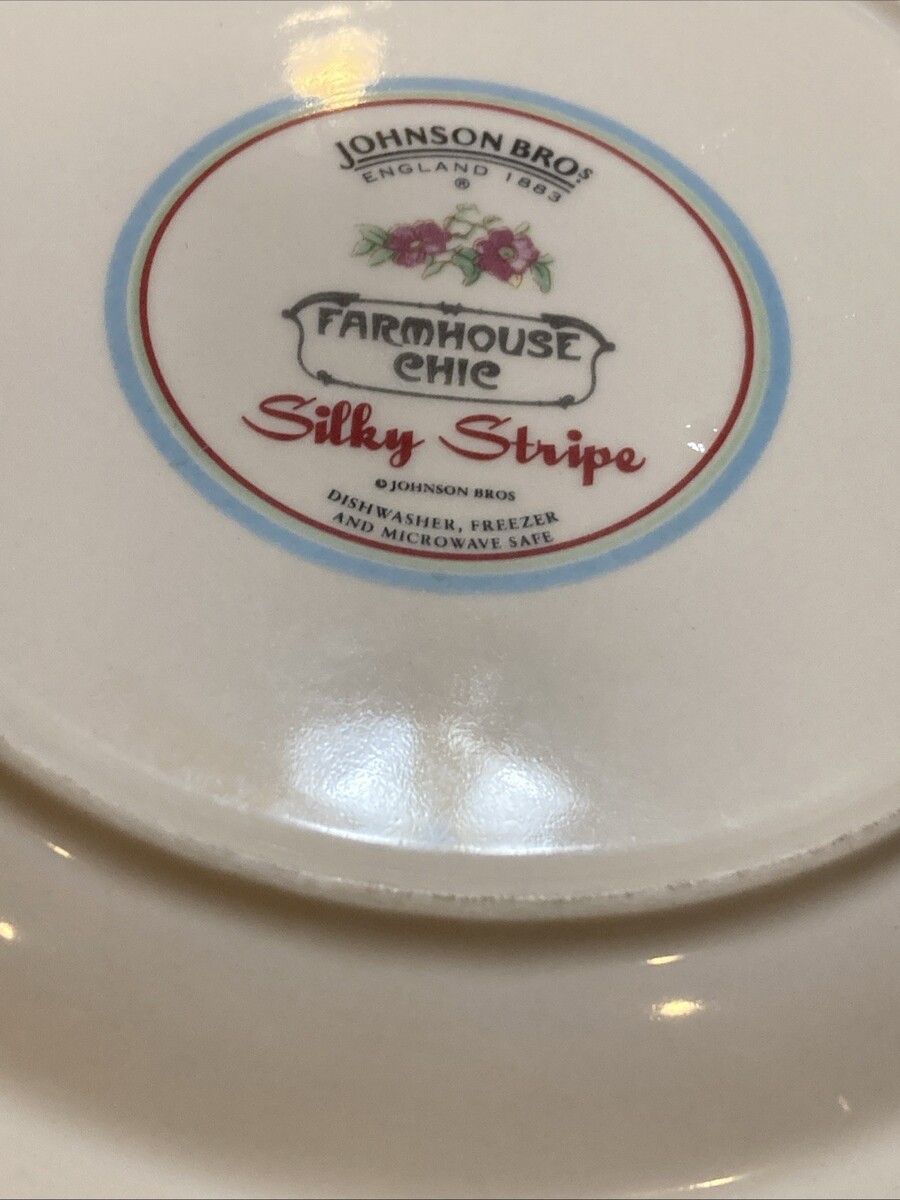 JOHNSON BROS.
ENGLAND 1883
®
FARMHOUSE
CHIC
Silky Stripe
© JOHNSON BROS
DISHWASHER, FREEZER
AND MICROWAVE SAFE